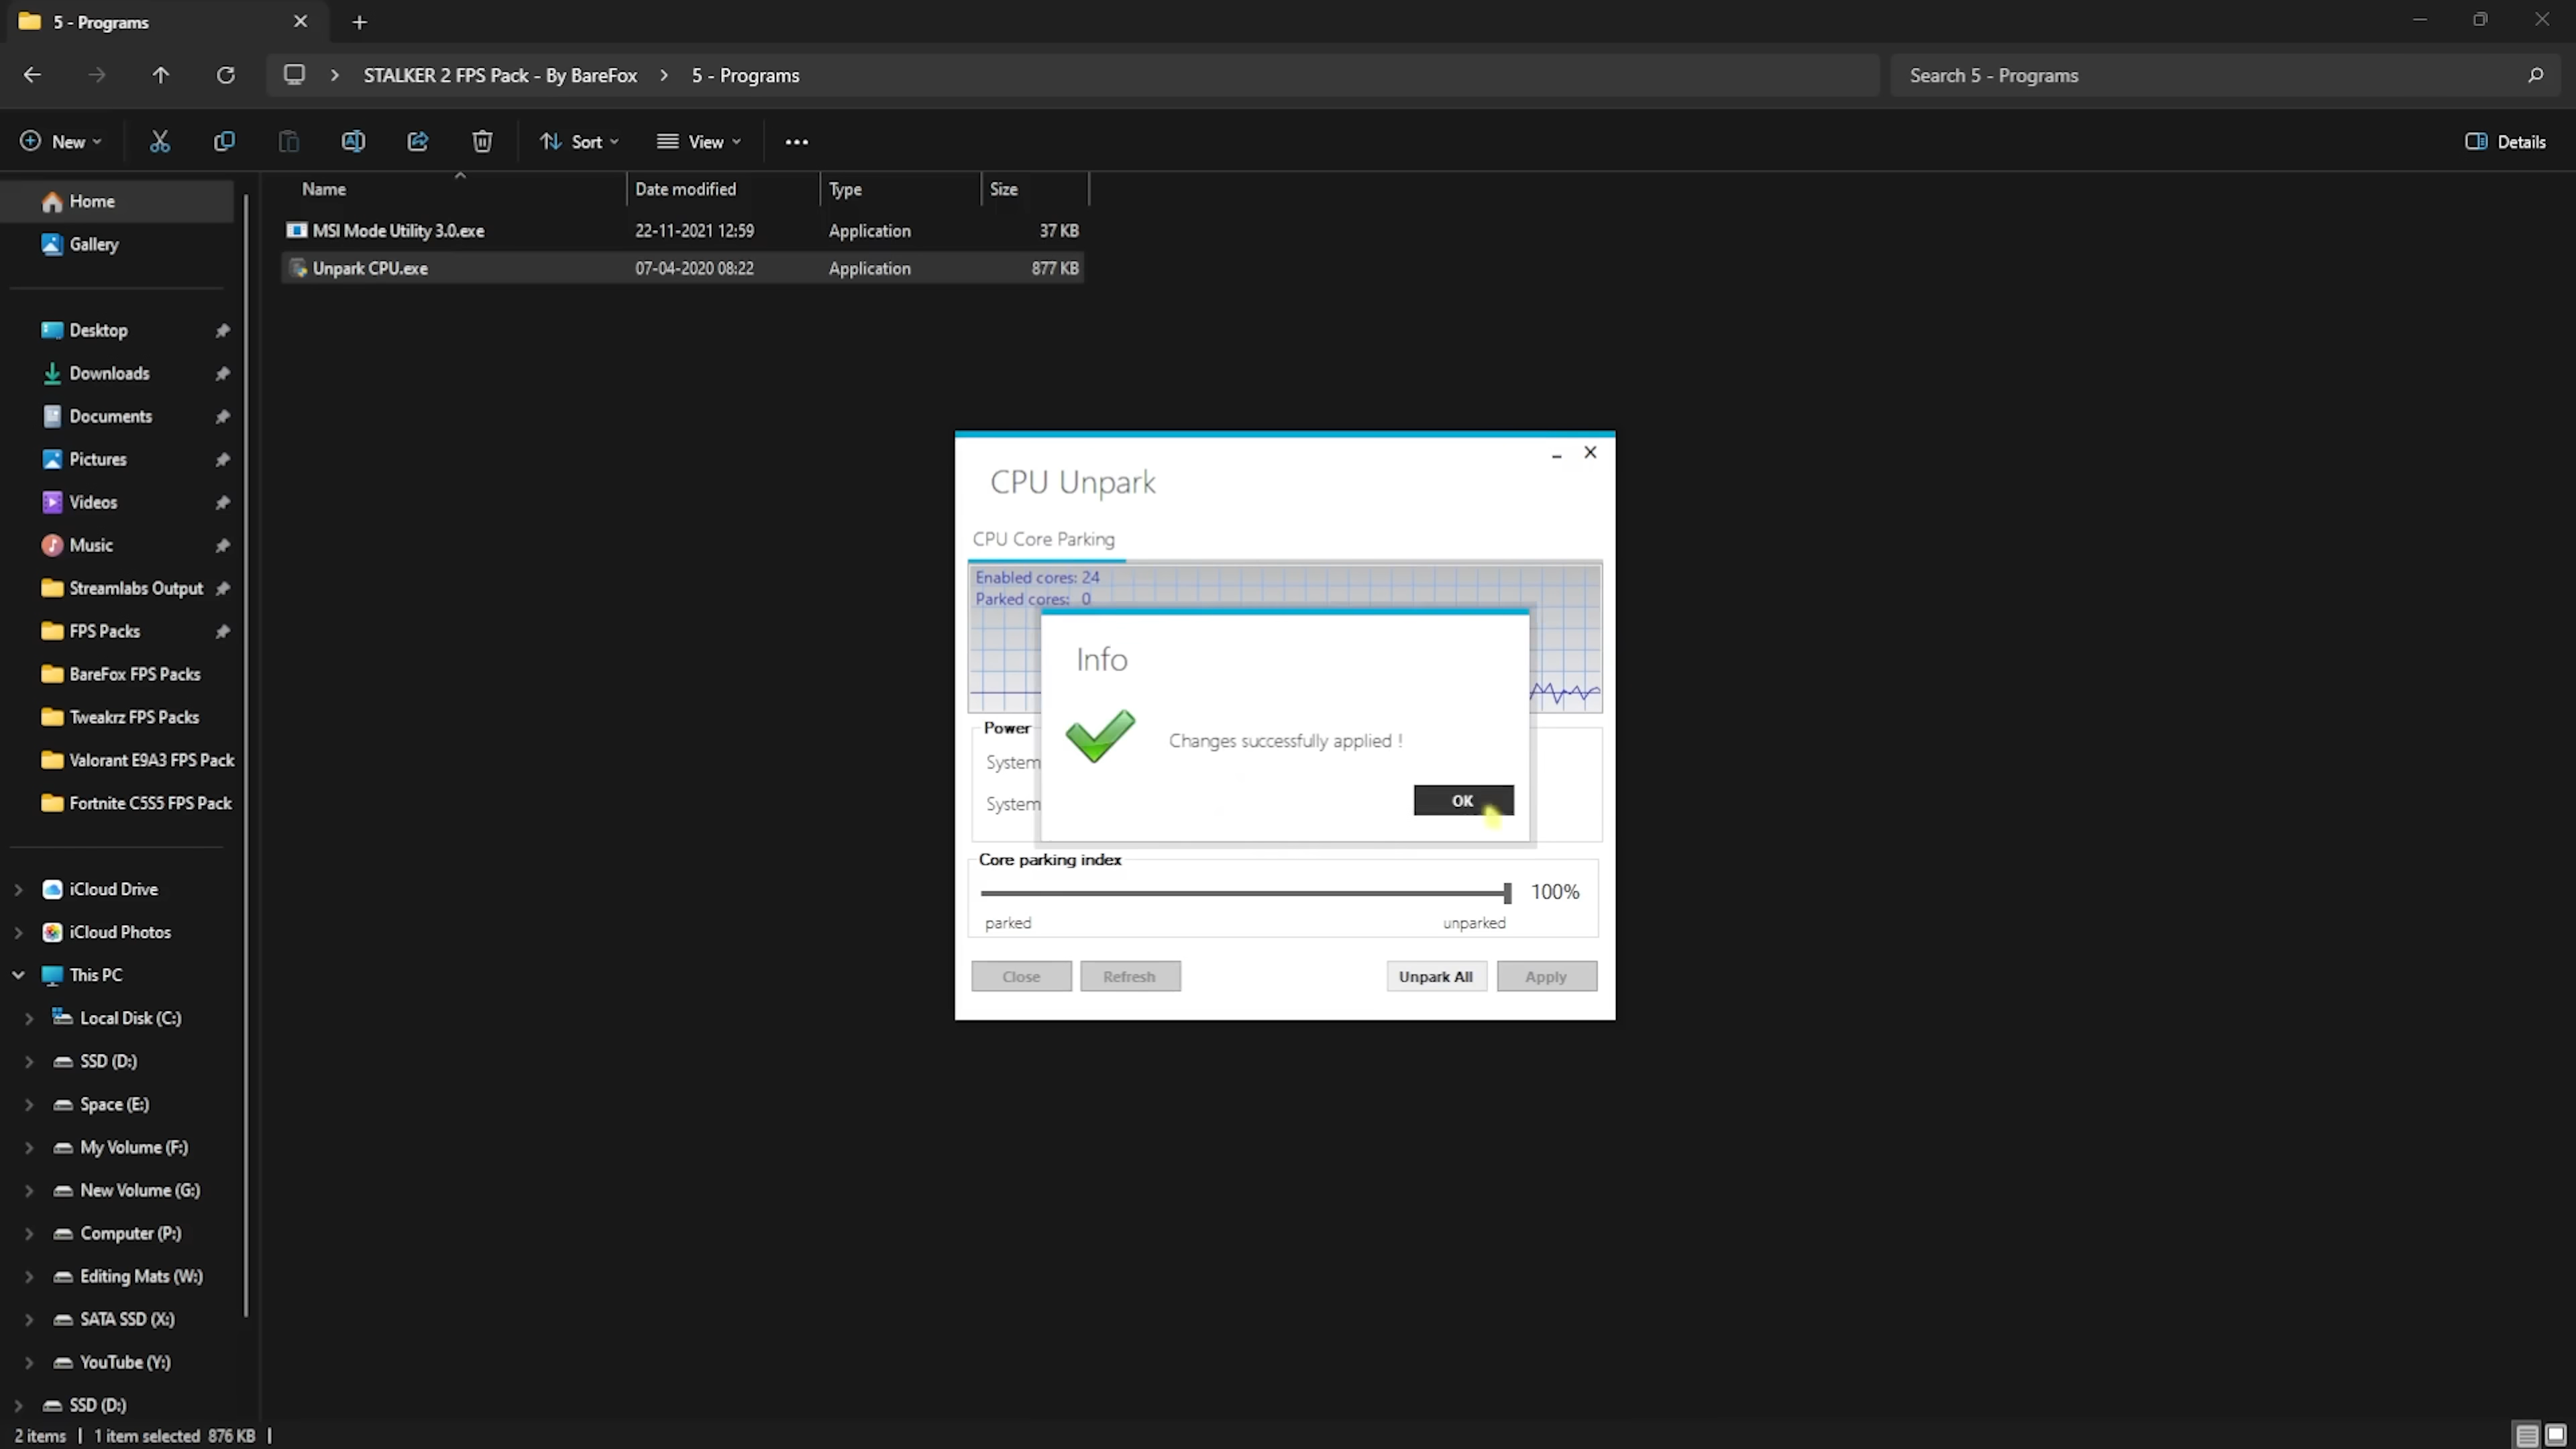 5 - Programs
STALKER 2 FPS Pack - By BareFox
5 - Programs
Search 5 - Programs
New
Sort
View
Details
Name
Date modified
Type
Size
MSI Mode Utility 3.0.exe
22-11-2021 12:59
Application
37 KB
Unpark CPU.exe
07-04-2020 08:22
Application
877 KB
Home
Gallery
Desktop
Downloads
Documents
Pictures
Videos
Music
Streamlabs Output
FPS Packs
BareFox FPS Packs
Tweakrz FPS Packs
Valorant E9A3 FPS Pack
Fortnite C5S5 FPS Pack
iCloud Drive
iCloud Photos
This PC
Local Disk (C:)
SSD (D:)
Space (E:)
My Volume (F:)
New Volume (G:)
Computer (P:)
Editing Mats (W:)
SATA SSD (X:)
YouTube (Y:)
SSD (D:)
CPU Unpark
CPU Core Parking
Enabled cores: 24
Parked cores: 0
Info
Changes successfully applied !
OK
Power
System
System
Core parking index
100%
parked
unparked
Close
Refresh
Unpark All
Apply
2 items
1 item selected 876 KB